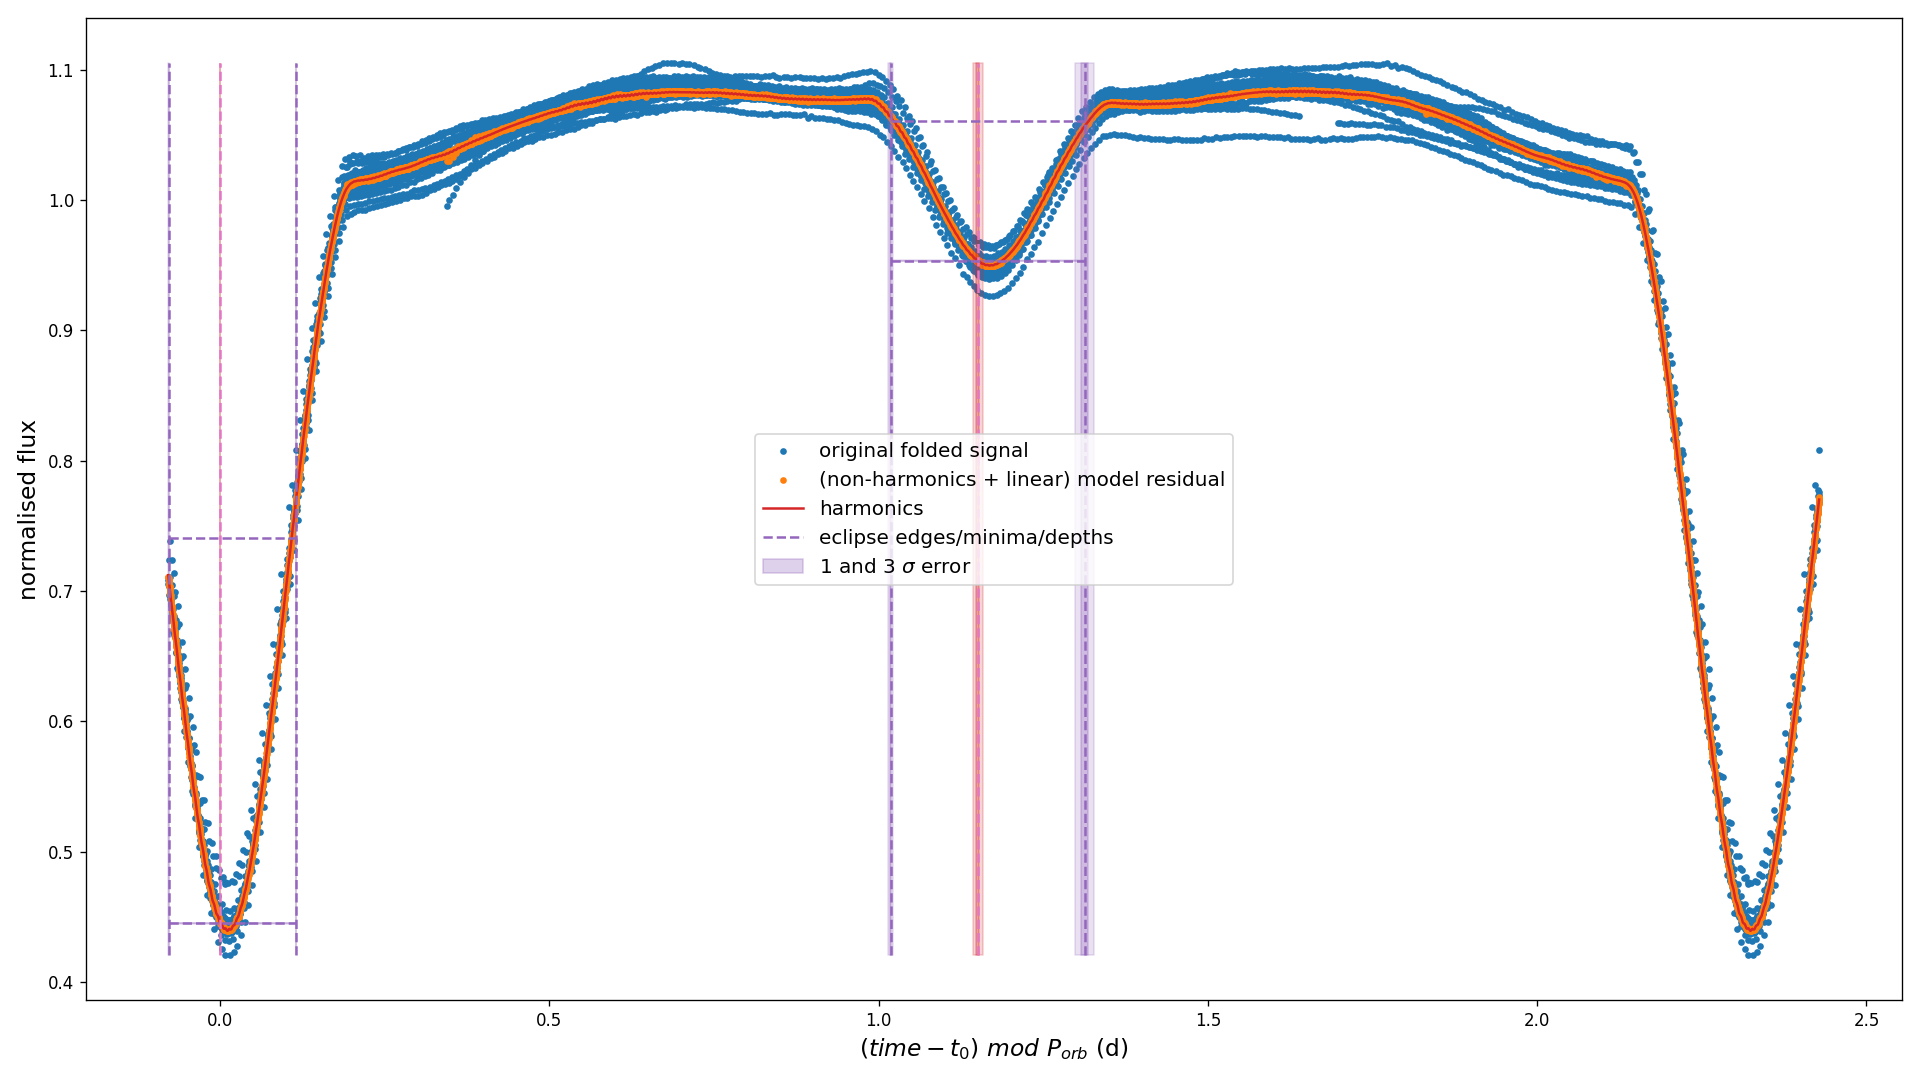 1.1
1.0
0.9
0.8
0.7
0.6
0.5
0.4
normalised flux
original folded signal
(non-harmonics + linear) model residual
harmonics
eclipse edges/minima/depths
1 and 3 σ error
0.0 0.5 1.0 1.5 2.0 2.5
(time − t₀) mod Pₒᵣb (d)